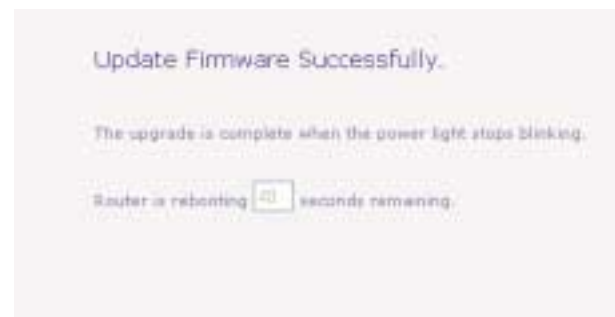 Update Firmware Successfully.
The upgrade is complete when the power light stops blinking.
Router is rebooting seconds remaining.